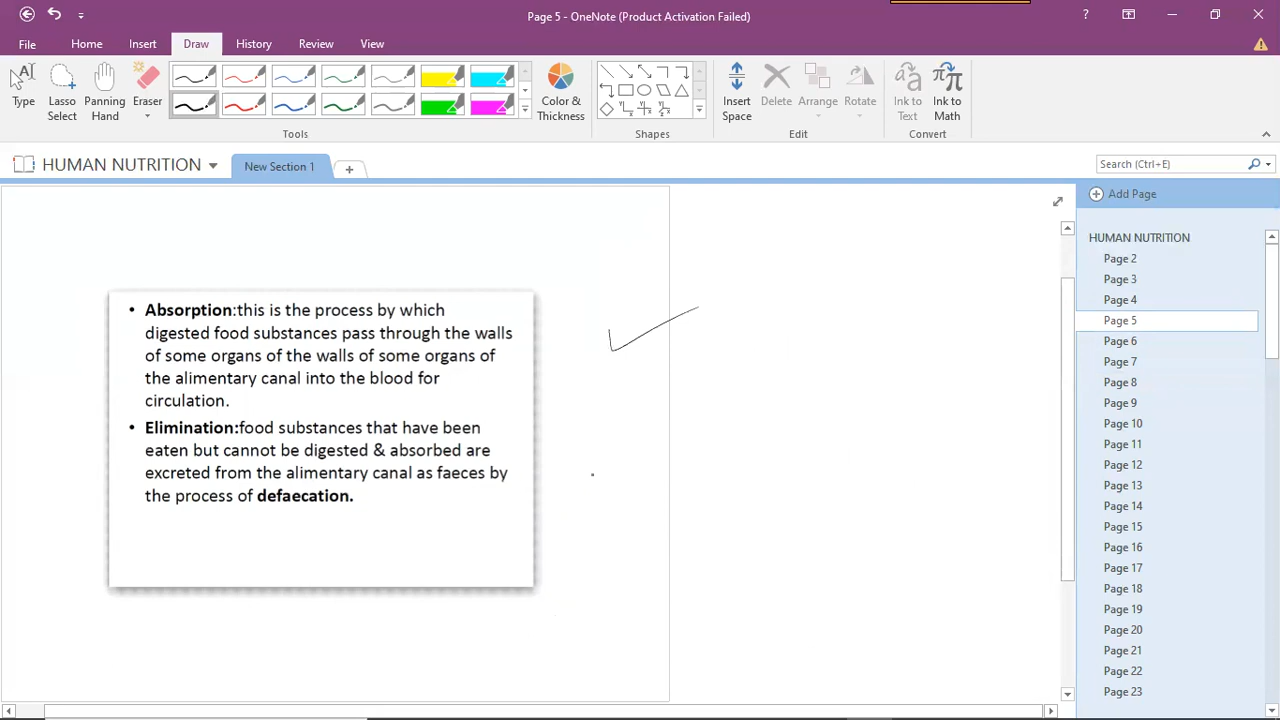 Page 5 - OneNote (Product Activation Failed)
?
File
Home
Insert
Draw
History
Review
View
Type
Lasso Select
Panning Hand
Eraser
Color & Thickness
Insert Space
Delete
Arrange
Rotate
Ink to Text
Ink to Math
Tools
Shapes
Edit
Convert
HUMAN NUTRITION
New Section 1
Search (Ctrl+E)
Add Page
HUMAN NUTRITION
Page 2
Page 3
Page 4
Page 5
Page 6
Page 7
Page 8
Page 9
Page 10
Page 11
Page 12
Page 13
Page 14
Page 15
Page 16
Page 17
Page 18
Page 19
Page 20
Page 21
Page 22
Page 23
• Absorption:this is the process by which
digested food substances pass through the walls
of some organs of the walls of some organs of
the alimentary canal into the blood for
circulation.
• Elimination:food substances that have been
eaten but cannot be digested & absorbed are
excreted from the alimentary canal as faeces by
the process of defaecation.